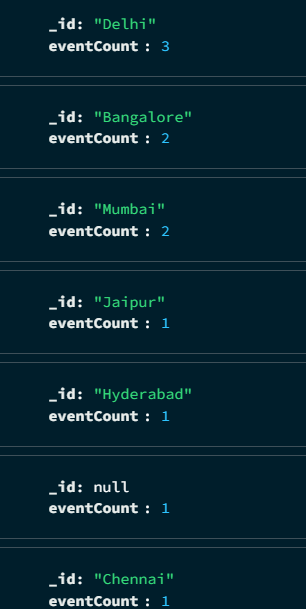 _id: "Delhi"
eventCount : 3
_id: "Bangalore"
eventCount : 2
_id: "Mumbai"
eventCount : 2
_id: "Jaipur"
eventCount : 1
_id: "Hyderabad"
eventCount : 1
_id: null
eventCount : 1
_id: "Chennai"
eventCount : 1